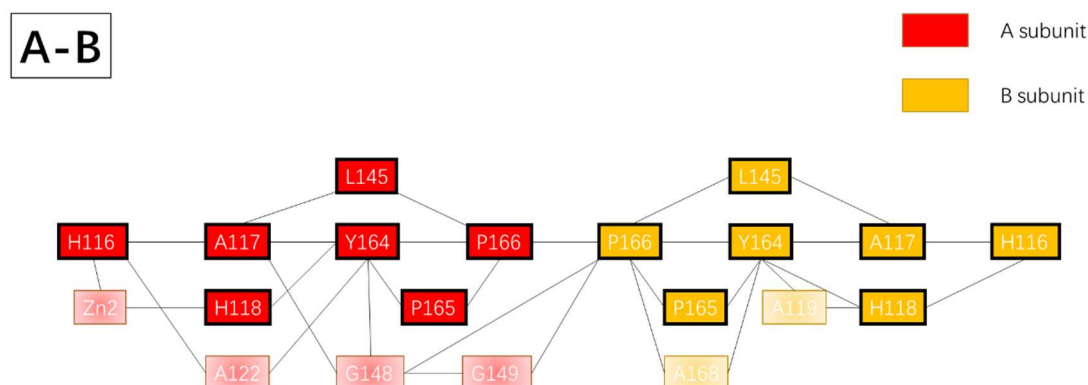 A-B
A subunit
B subunit
L145
L145
H116
A117
Y164
P166
P166
Y164
A117
H116
Zn2
H118
P165
P165
A119
H118
A122
G148
G149
A168